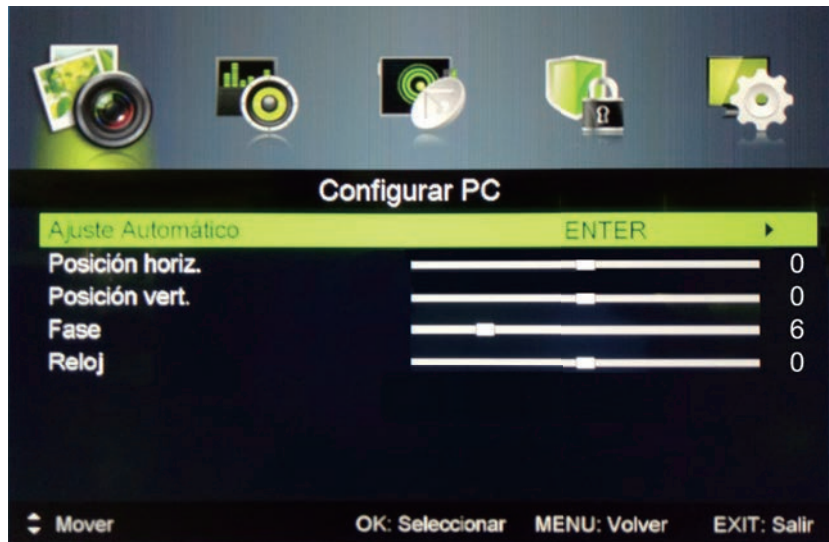 Configurar PC
Ajuste Automático ENTER
Posición horiz. 0
Posición vert. 0
Fase 6
Reloj 0
Mover OK: Seleccionar MENU: Volver EXIT: Salir